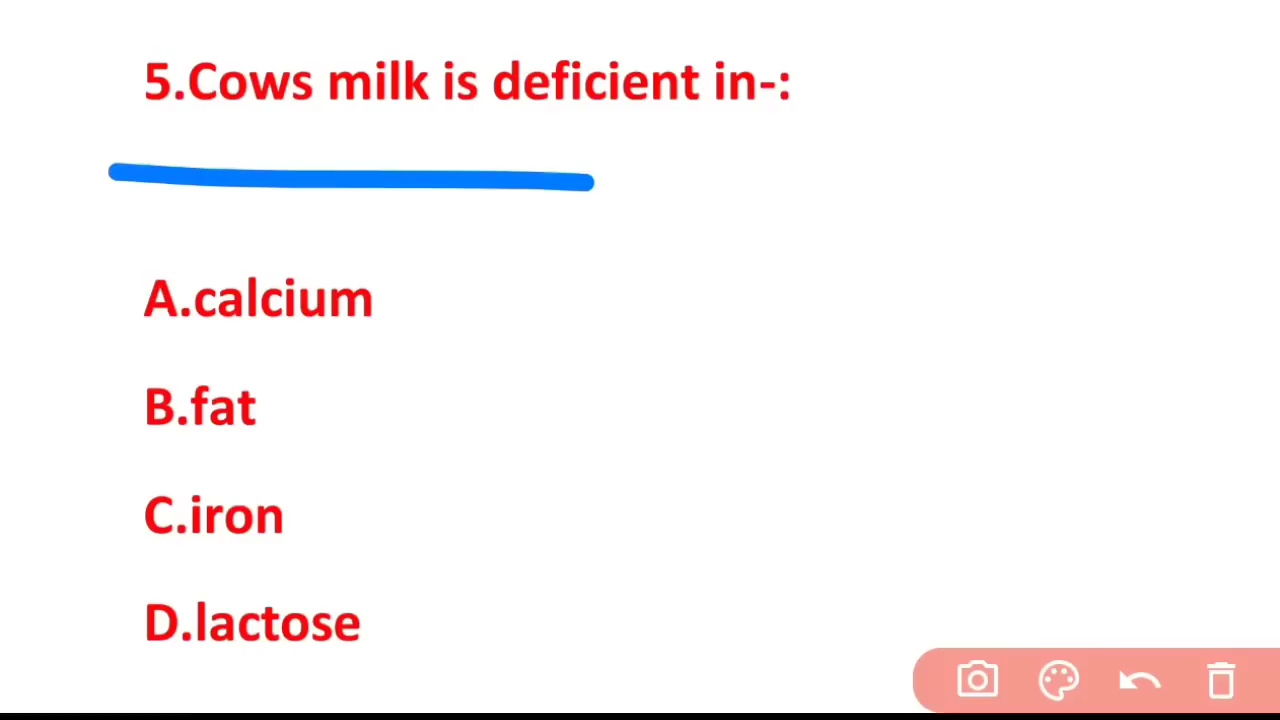 5.Cows milk is deficient in-:
A.calcium
B.fat
C.iron
D.lactose